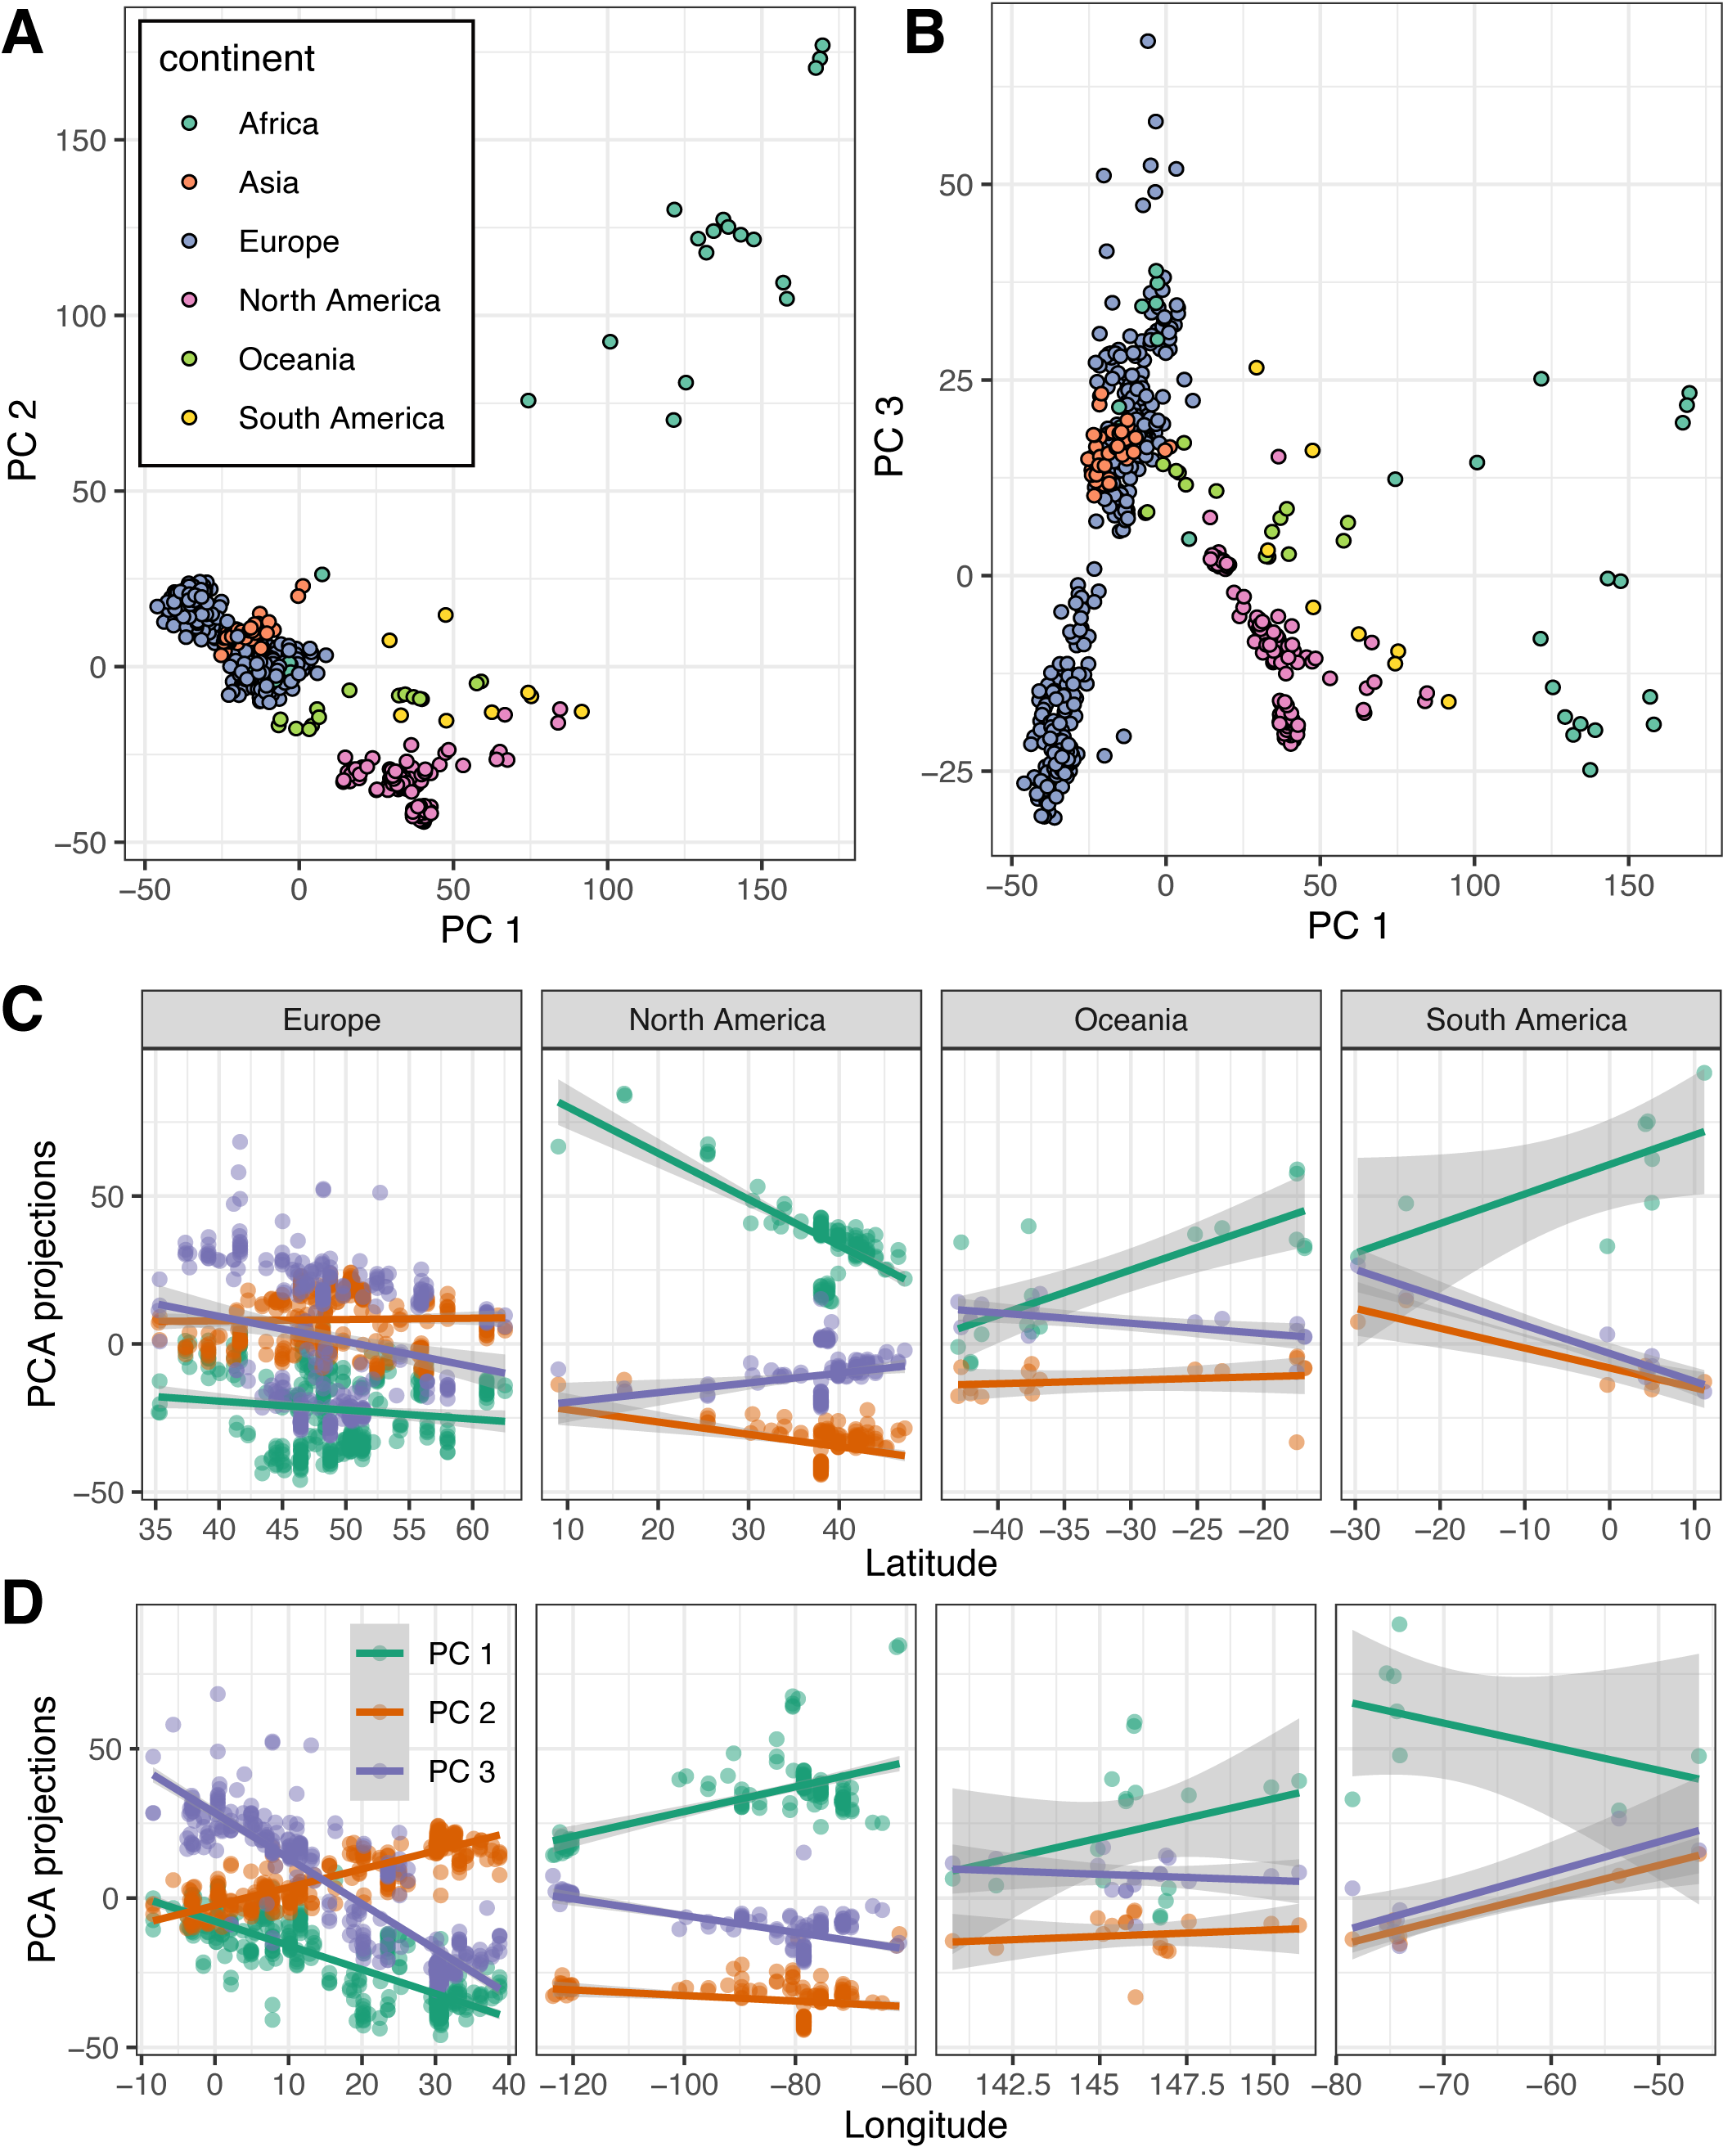 A
B
continent
Africa
Asia
Europe
North America
Oceania
South America
PC 2
150
100
50
0
−50
−50 0 50 100 150
PC 1
PC 3
50
25
0
−25
−50 0 50 100 150
PC 1
C
Europe North America Oceania South America
PCA projections
50
0
−50
35 40 45 50 55 60
10 20 30 40
−40 −35 −30 −25 −20
−30 −20 −10 0 10
Latitude
D
PC 1
PC 2
PC 3
PCA projections
50
0
−50
−10 0 10 20 30 40
−120 −100 −80 −60
142.5 145 147.5 150
−80 −70 −60 −50
Longitude